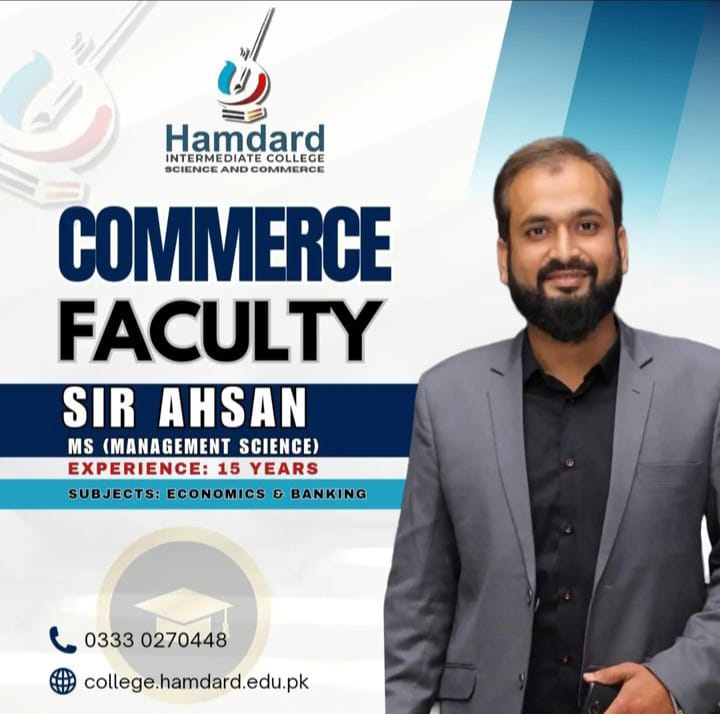 Hamdard
INTERMEDIATE COLLEGE
SCIENCE AND COMMERCE
COMMERCE
FACULTY
SIR AHSAN
MS (MANAGEMENT SCIENCE)
EXPERIENCE: 15 YEARS
SUBJECTS: ECONOMICS & BANKING
0333 0270448
college.hamdard.edu.pk